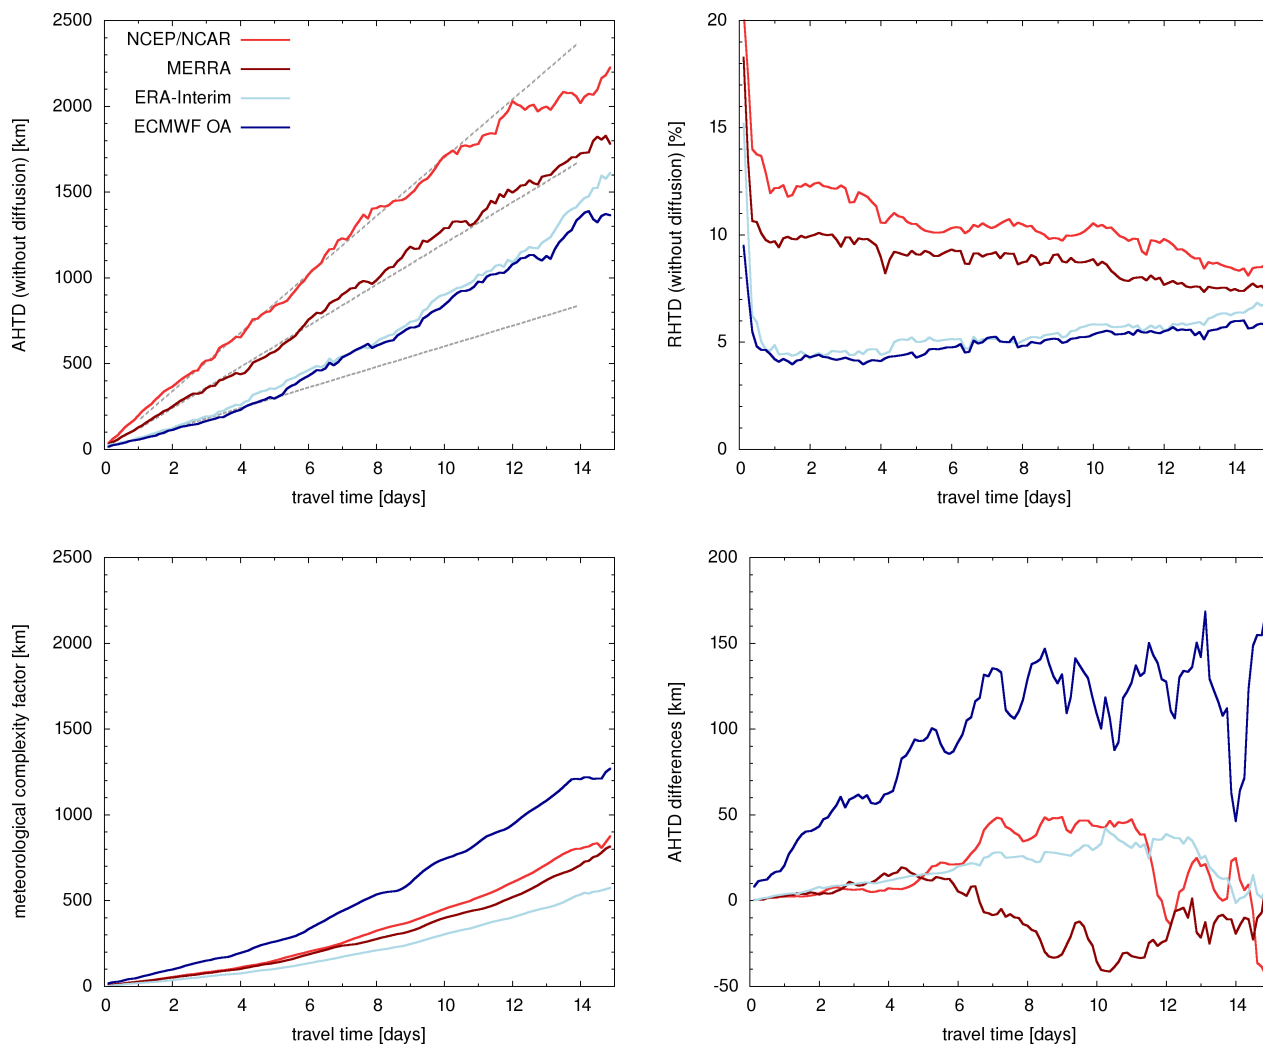 2500
2000
1500
1000
500
0
AHTD (without diffusion) [km]
NCEP/NCAR
MERRA
ERA-Interim
ECMWF OA
0 2 4 6 8 10 12 14
travel time [days]
20
15
10
5
0
RHTD (without diffusion) [%]
0 2 4 6 8 10 12 14
travel time [days]
2500
2000
1500
1000
500
0
meteorological complexity factor [km]
0 2 4 6 8 10 12 14
travel time [days]
200
150
100
50
0
-50
AHTD differences [km]
0 2 4 6 8 10 12 14
travel time [days]